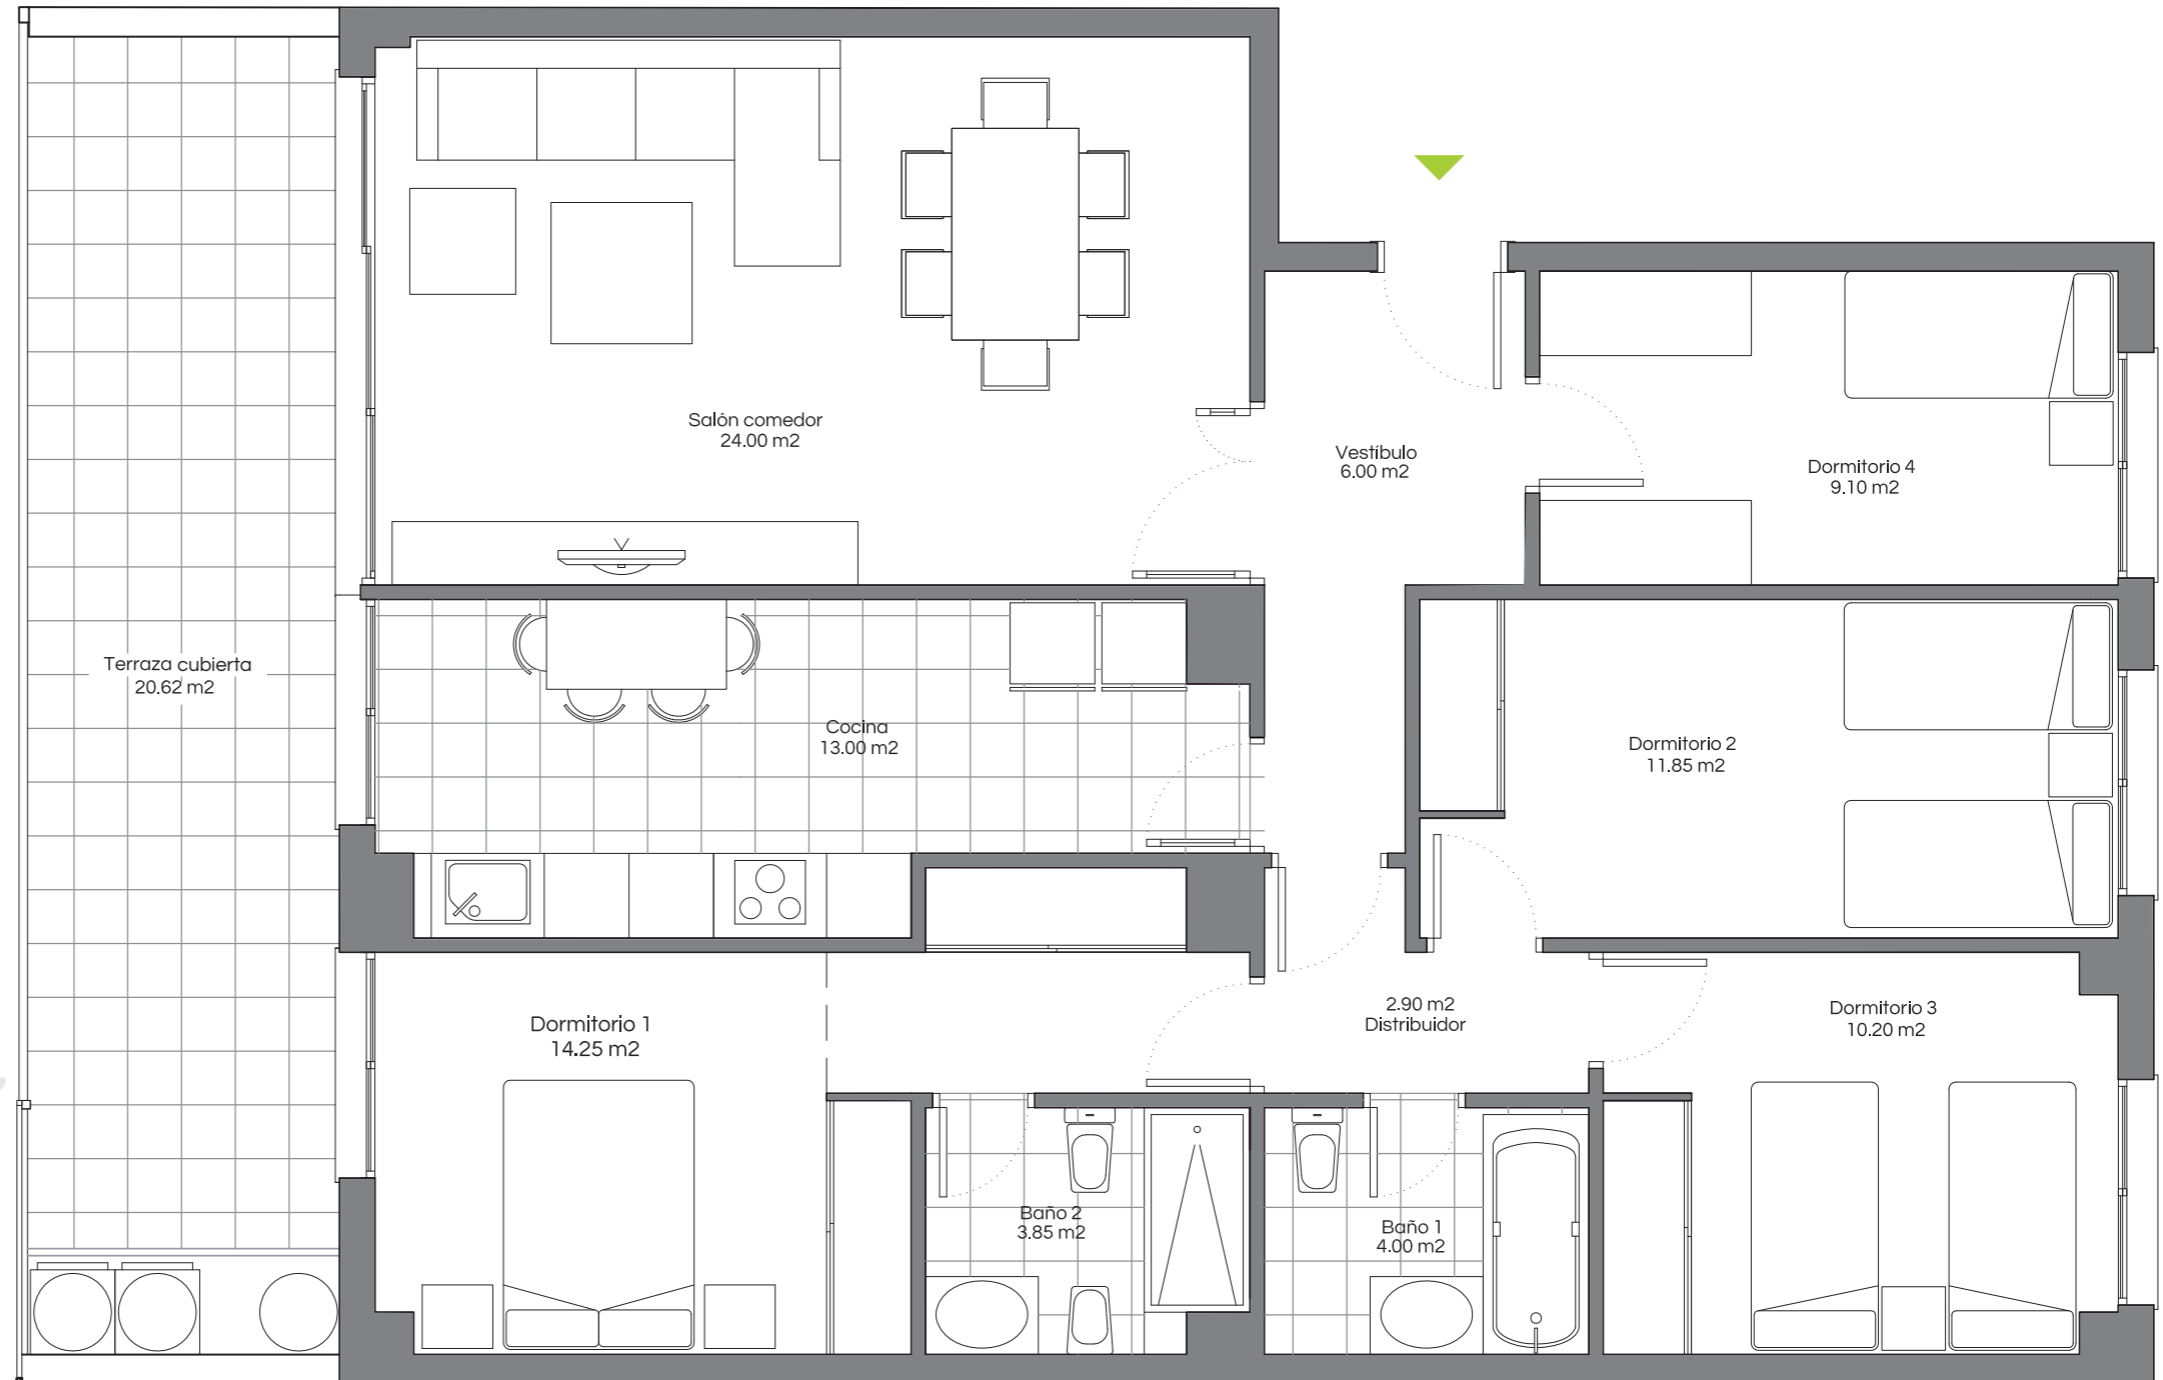 Salón comedor
24.00 m2
Vestíbulo
6.00 m2
Dormitorio 4
9.10 m2
Terraza cubierta
20.62 m2
Cocina
13.00 m2
Dormitorio 2
11.85 m2
Dormitorio 1
14.25 m2
2.90 m2
Distribuidor
Dormitorio 3
10.20 m2
Baño 2
3.85 m2
Baño 1
4.00 m2